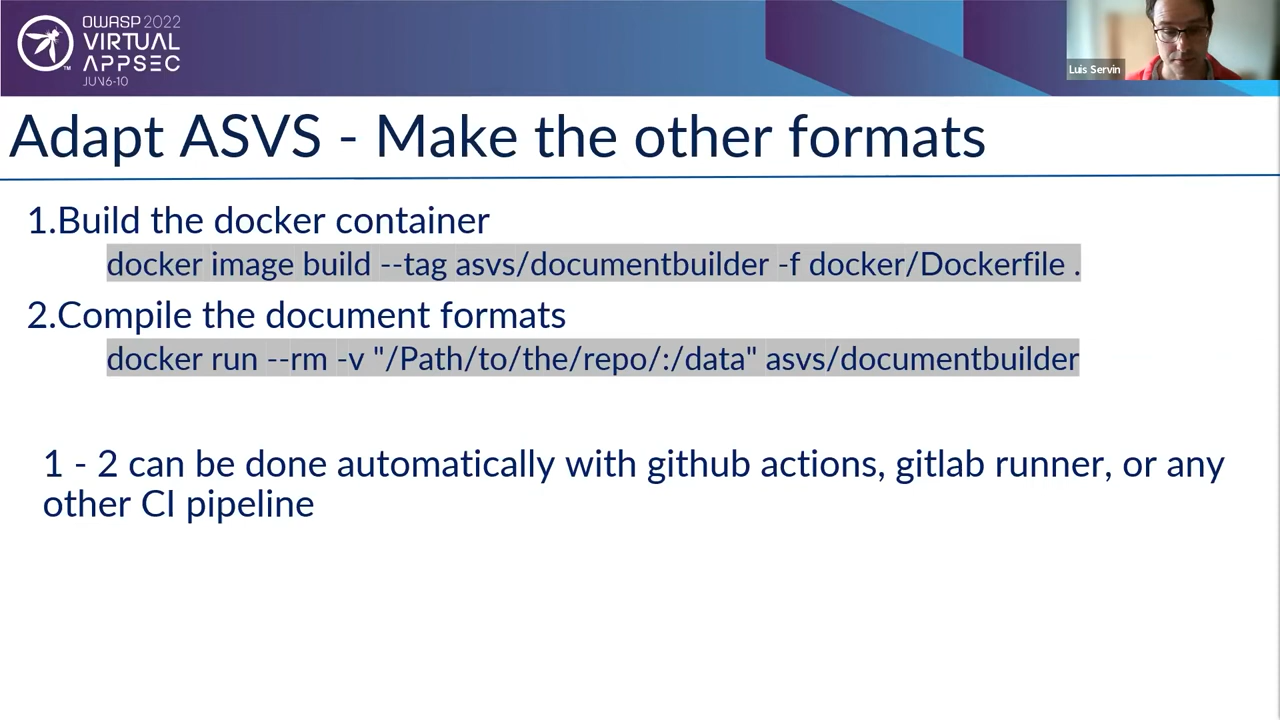 OWASP 2022
VIRTUAL
APPSEC
JUN 6-10
TM
Luis Servin
Adapt ASVS - Make the other formats
1.Build the docker container
docker image build --tag asvs/documentbuilder -f docker/Dockerfile .
2.Compile the document formats
docker run --rm -v "/Path/to/the/repo/:/data" asvs/documentbuilder
1 - 2 can be done automatically with github actions, gitlab runner, or any
other CI pipeline